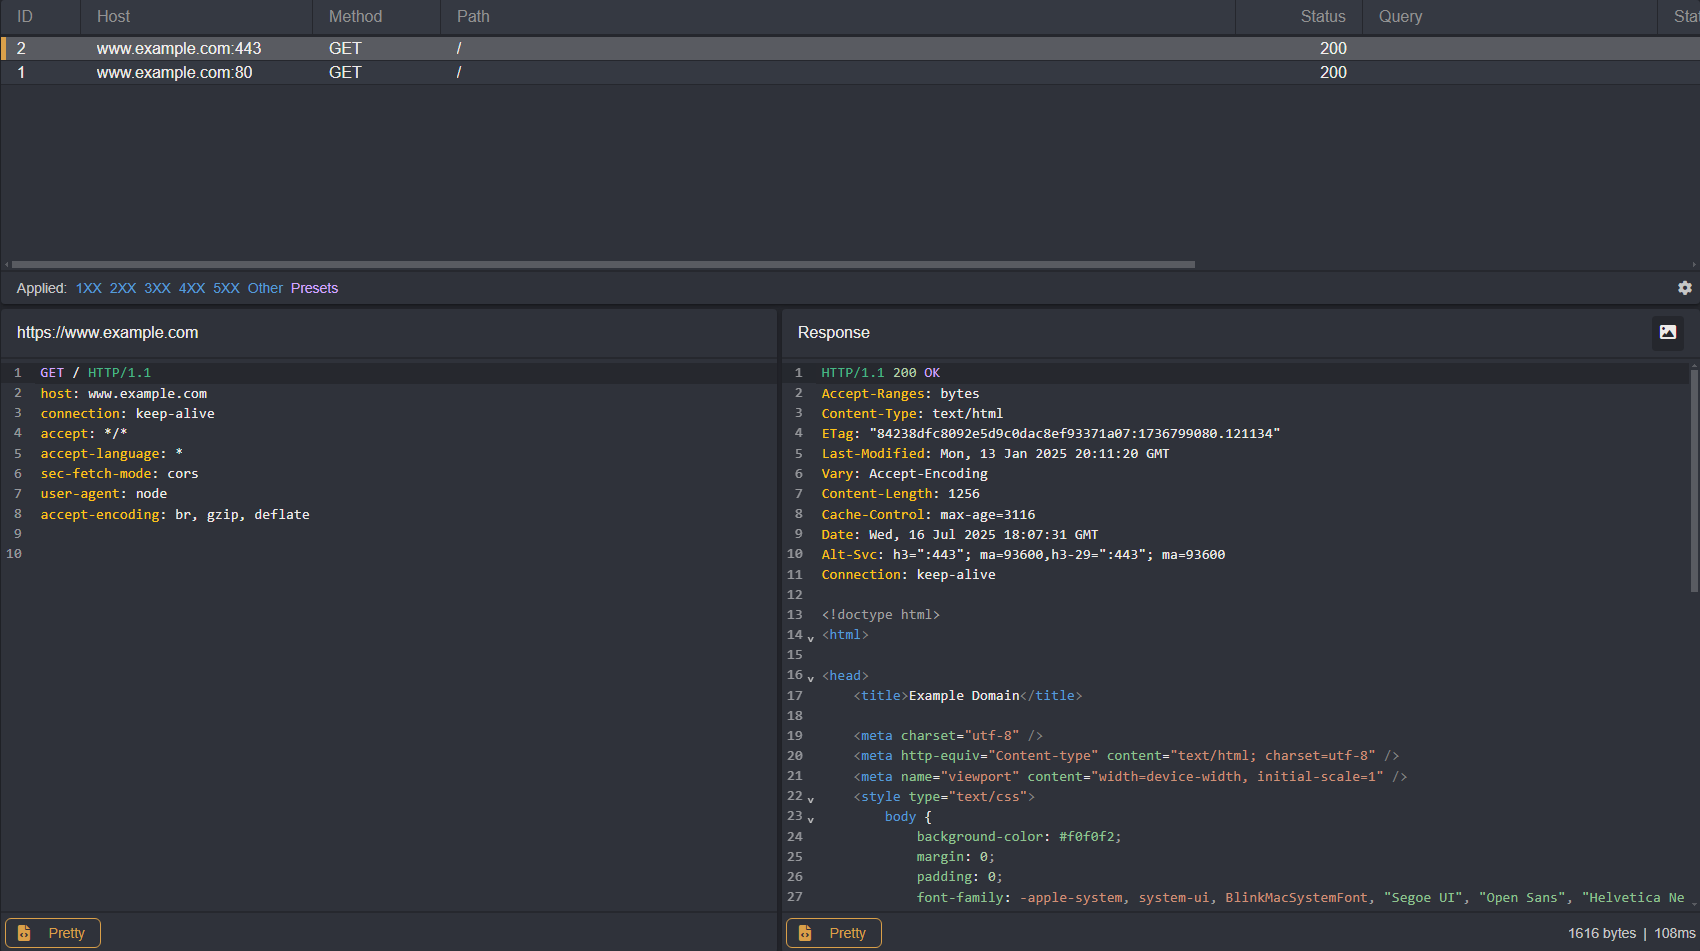 ID Host Method Path Status Query Stat
2 www.example.com:443 GET / 200
1 www.example.com:80 GET / 200
Applied: 1XX 2XX 3XX 4XX 5XX Other Presets
https://www.example.com
1 GET / HTTP/1.1
2 host: www.example.com
3 connection: keep-alive
4 accept: */*
5 accept-language: *
6 sec-fetch-mode: cors
7 user-agent: node
8 accept-encoding: br, gzip, deflate
9
10
Pretty
Response
1 HTTP/1.1 200 OK
2 Accept-Ranges: bytes
3 Content-Type: text/html
4 ETag: "84238dfc8092e5d9c0dac8ef93371a07:1736799080.121134"
5 Last-Modified: Mon, 13 Jan 2025 20:11:20 GMT
6 Vary: Accept-Encoding
7 Content-Length: 1256
8 Cache-Control: max-age=3116
9 Date: Wed, 16 Jul 2025 18:07:31 GMT
10 Alt-Svc: h3=":443"; ma=93600,h3-29=":443"; ma=93600
11 Connection: keep-alive
12
13 <!doctype html>
14 <html>
15
16 <head>
17 <title>Example Domain</title>
18
19 <meta charset="utf-8" />
20 <meta http-equiv="Content-type" content="text/html; charset=utf-8" />
21 <meta name="viewport" content="width=device-width, initial-scale=1" />
22 <style type="text/css">
23 body {
24 background-color: #f0f0f2;
25 margin: 0;
26 padding: 0;
27 font-family: -apple-system, system-ui, BlinkMacSystemFont, "Segoe UI", "Open Sans", "Helvetica Ne
Pretty
1616 bytes | 108ms